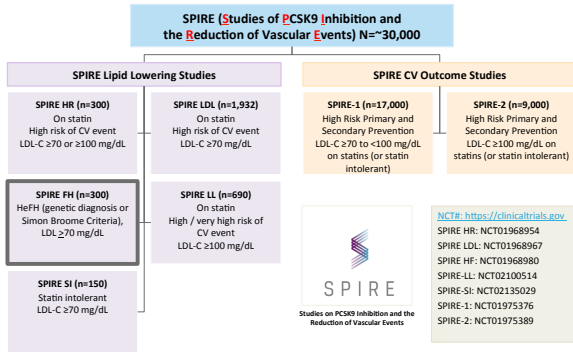 SPIRE (Studies of PCSK9 Inhibition and
the Reduction of Vascular Events) N=~30,000
SPIRE Lipid Lowering Studies
SPIRE HR (n=300)
On statin
High risk of CV event
LDL-C ≥70 or ≥100 mg/dL
SPIRE LDL (n=1,932)
On statin
High risk of CV event
LDL-C ≥70 mg/dL
SPIRE FH (n=300)
HeFH (genetic diagnosis or
Simon Broome Criteria),
LDL ≥70 mg/dL
SPIRE LL (n=690)
On statin
High / very high risk of
CV event
LDL-C ≥100 mg/dL
SPIRE SI (n=150)
Statin intolerant
LDL-C ≥70 mg/dL
SPIRE CV Outcome Studies
SPIRE-1 (n=17,000)
High Risk Primary and
Secondary Prevention
LDL-C ≥70 to <100 mg/dL
on statins (or statin
intolerant)
SPIRE-2 (n=9,000)
High Risk Primary and
Secondary Prevention
LDL-C ≥100 mg/dL on
statins (or statin intolerant)
SPIRE
Studies on PCSK9 Inhibition and the
Reduction of Vascular Events
NCT#: https://clinicaltrials.gov
SPIRE HR: NCT01968954
SPIRE LDL: NCT01968967
SPIRE HF: NCT01968980
SPIRE-LL: NCT02100514
SPIRE-SI: NCT02135029
SPIRE-1: NCT01975376
SPIRE-2: NCT01975389